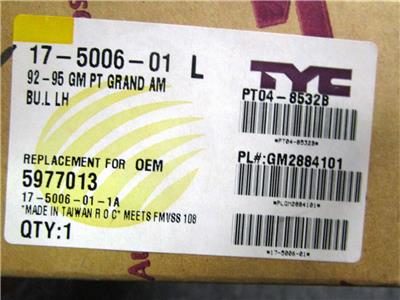 17-5006-01 L
TYC
92-95 GM PT GRAND AM
BU.L LH
PT04-8532B
*PT04-8532B*
REPLACEMENT FOR OEM
PL#:GM2884101
5977013
17-5006-01-1A
*PLGM2884101*
"MADE IN TAIWAN R O C" MEETS FMVSS 108
QTY:1
*17-5006-01*